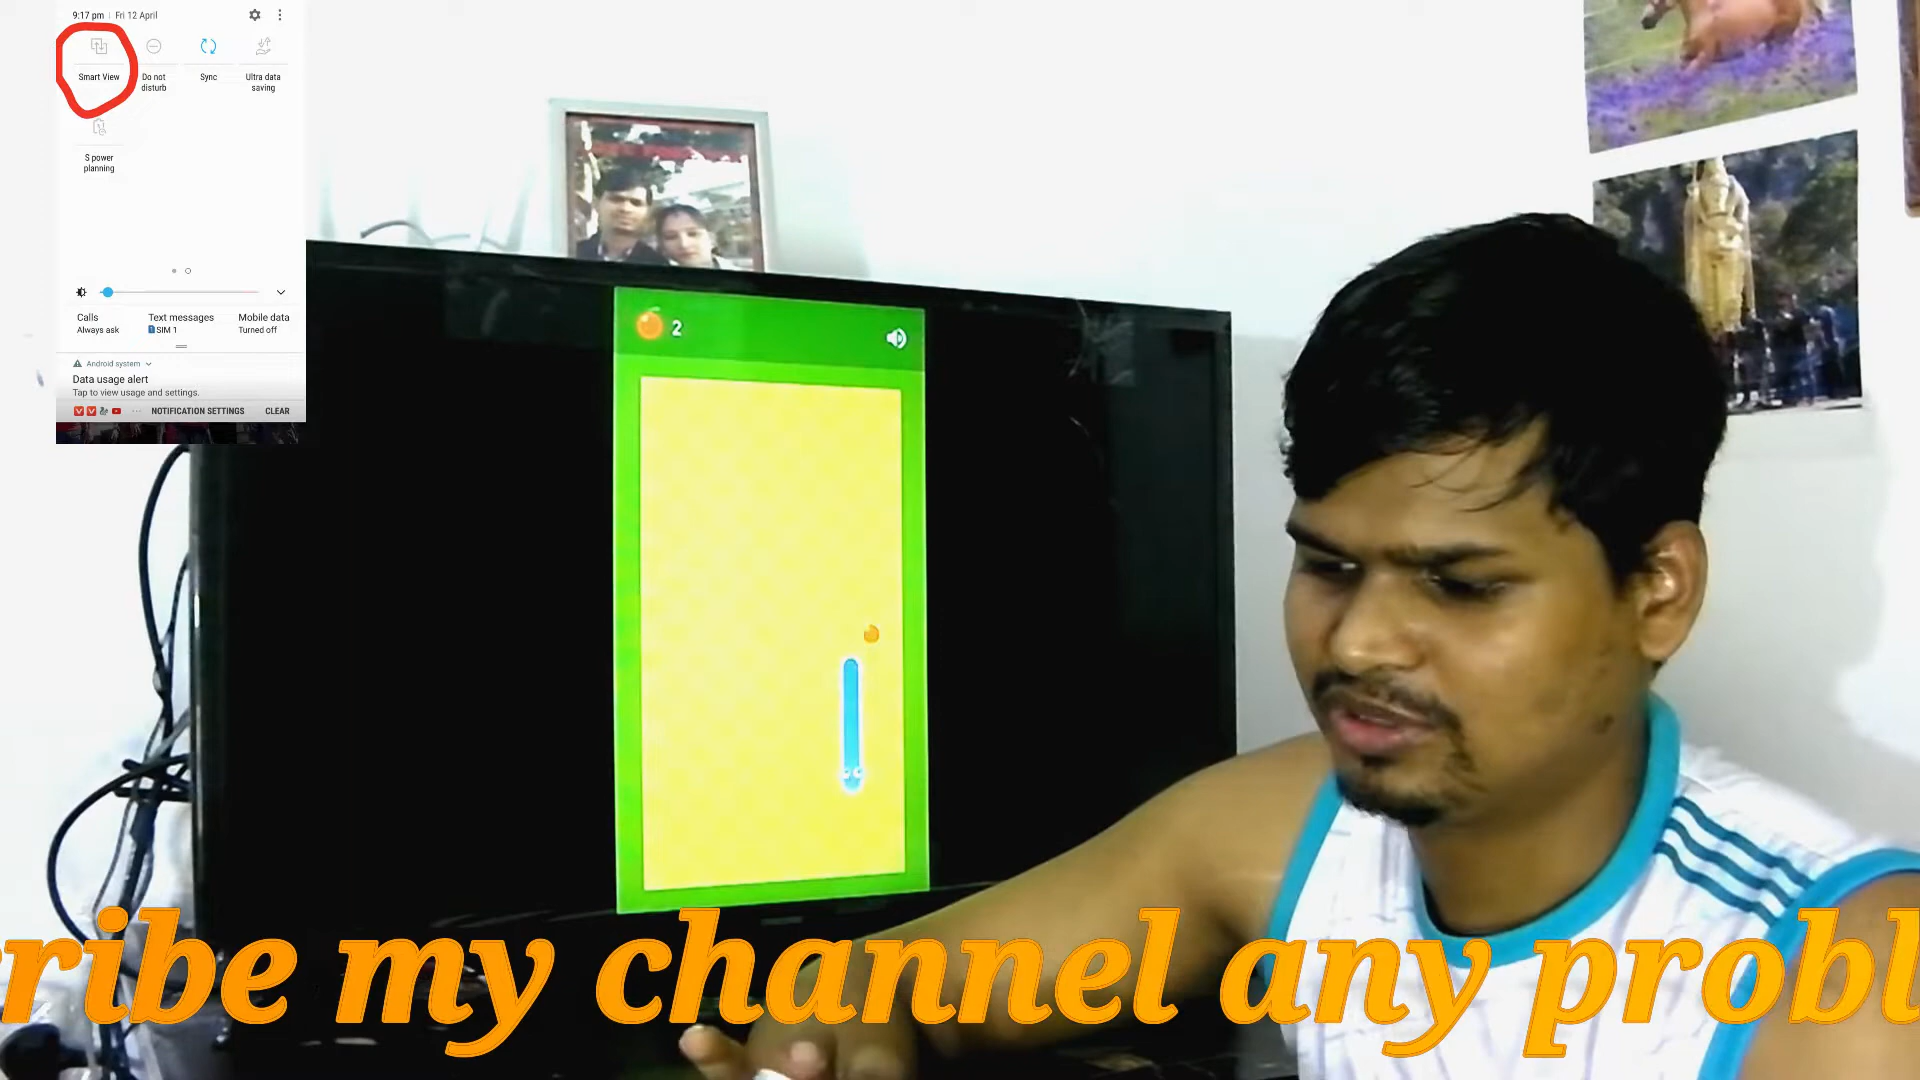 9:17 pm | Fri 12 April
Smart View
Do not disturb
Sync
Ultra data saving
S power planning
Calls
Always ask
Text messages
1 SIM 1
Mobile data
Turned off
Android system
Data usage alert
Tap to view usage and settings.
NOTIFICATION SETTINGS CLEAR
2
ribe my channel any probl